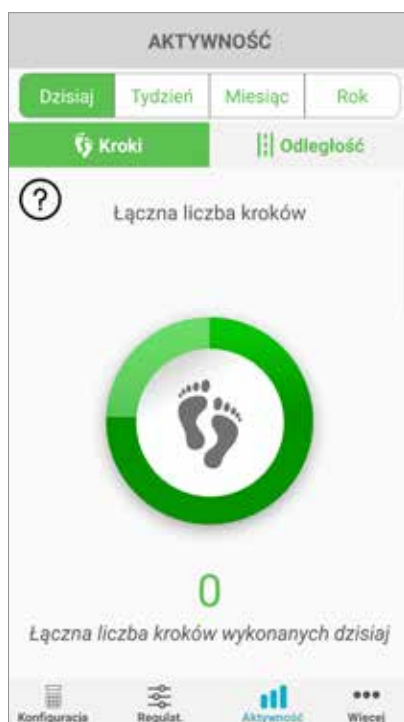 AKTYWNOŚĆ
Dzisiaj Tydzień Miesiąc Rok
Kroki Odległość
?
Łączna liczba kroków
0
Łączna liczba kroków wykonanych dzisiaj
Konfiguracja Regulat. Aktywność Więcej